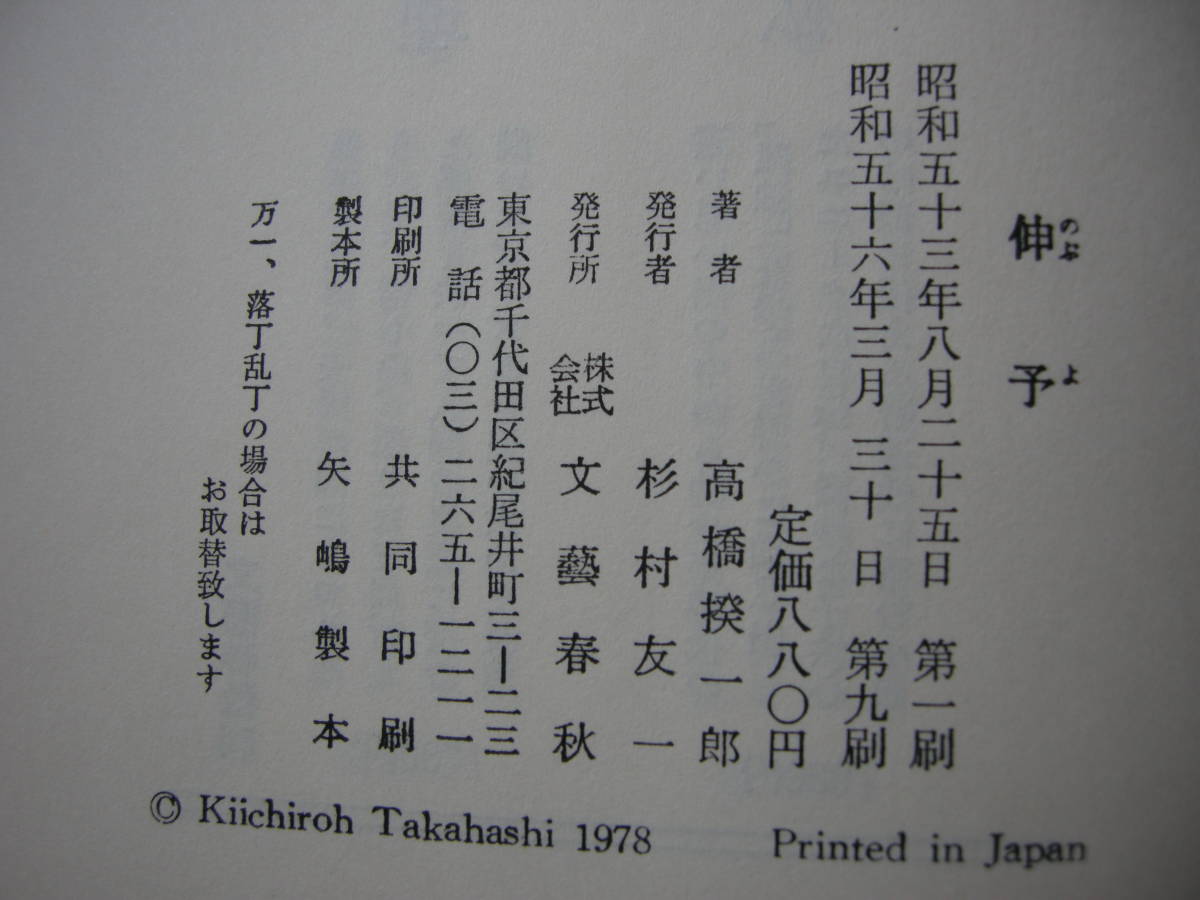 伸予
のぶよ
昭和五十三年八月二十五日 第一刷
昭和五十六年三月三十日 第九刷
定価八八〇円
著者 高橋揆一郎
発行者 杉村友一
発行所 株式会社 文藝春秋
東京都千代田区紀尾井町三―二三
電話(〇三)二六五―一二一一
印刷所 共同印刷
製本所 矢嶋製本
万一、落丁乱丁の場合は
お取替致します
© Kiichiroh Takahashi 1978 Printed in Japan